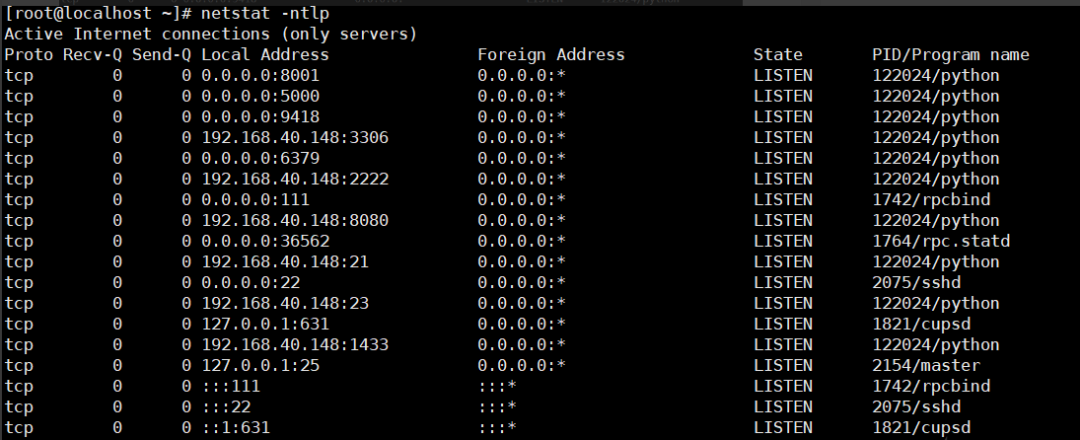 [root@localhost ~]# netstat -ntlp
Active Internet connections (only servers)
Proto Recv-Q Send-Q Local Address Foreign Address State PID/Program name
tcp 0 0 0.0.0.0:8001 0.0.0.0:* LISTEN 122024/python
tcp 0 0 0.0.0.0:5000 0.0.0.0:* LISTEN 122024/python
tcp 0 0 0.0.0.0:9418 0.0.0.0:* LISTEN 122024/python
tcp 0 0 192.168.40.148:3306 0.0.0.0:* LISTEN 122024/python
tcp 0 0 0.0.0.0:6379 0.0.0.0:* LISTEN 122024/python
tcp 0 0 192.168.40.148:2222 0.0.0.0:* LISTEN 122024/python
tcp 0 0 0.0.0.0:111 0.0.0.0:* LISTEN 1742/rpcbind
tcp 0 0 192.168.40.148:8080 0.0.0.0:* LISTEN 122024/python
tcp 0 0 0.0.0.0:36562 0.0.0.0:* LISTEN 1764/rpc.statd
tcp 0 0 192.168.40.148:21 0.0.0.0:* LISTEN 122024/python
tcp 0 0 0.0.0.0:22 0.0.0.0:* LISTEN 2075/sshd
tcp 0 0 192.168.40.148:23 0.0.0.0:* LISTEN 122024/python
tcp 0 0 127.0.0.1:631 0.0.0.0:* LISTEN 1821/cupsd
tcp 0 0 192.168.40.148:1433 0.0.0.0:* LISTEN 122024/python
tcp 0 0 127.0.0.1:25 0.0.0.0:* LISTEN 2154/master
tcp 0 0 :::111 :::* LISTEN 1742/rpcbind
tcp 0 0 :::22 :::* LISTEN 2075/sshd
tcp 0 0 ::1:631 :::* LISTEN 1821/cupsd